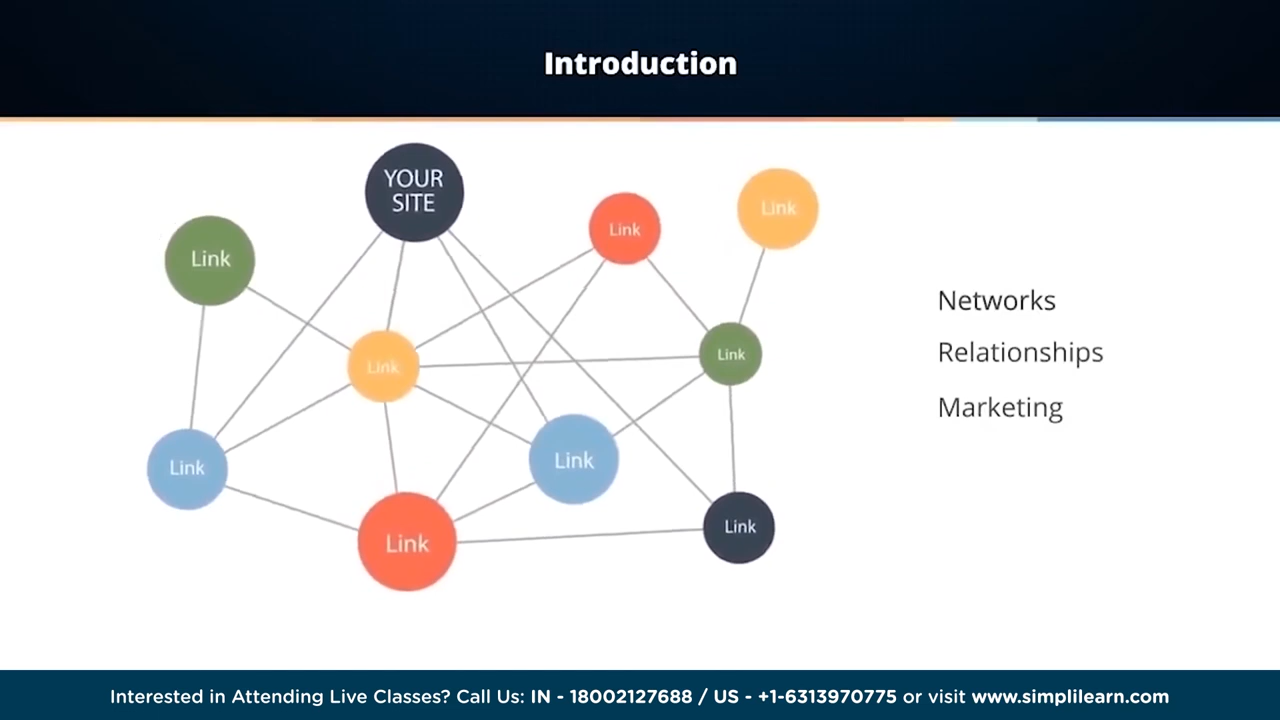 Introduction
YOUR
SITE
Link
Link
Link
Link
Link
Link
Link
Link
Link
Networks
Relationships
Marketing
Interested in Attending Live Classes? Call Us: IN - 18002127688 / US - +1-6313970775 or visit www.simplilearn.com